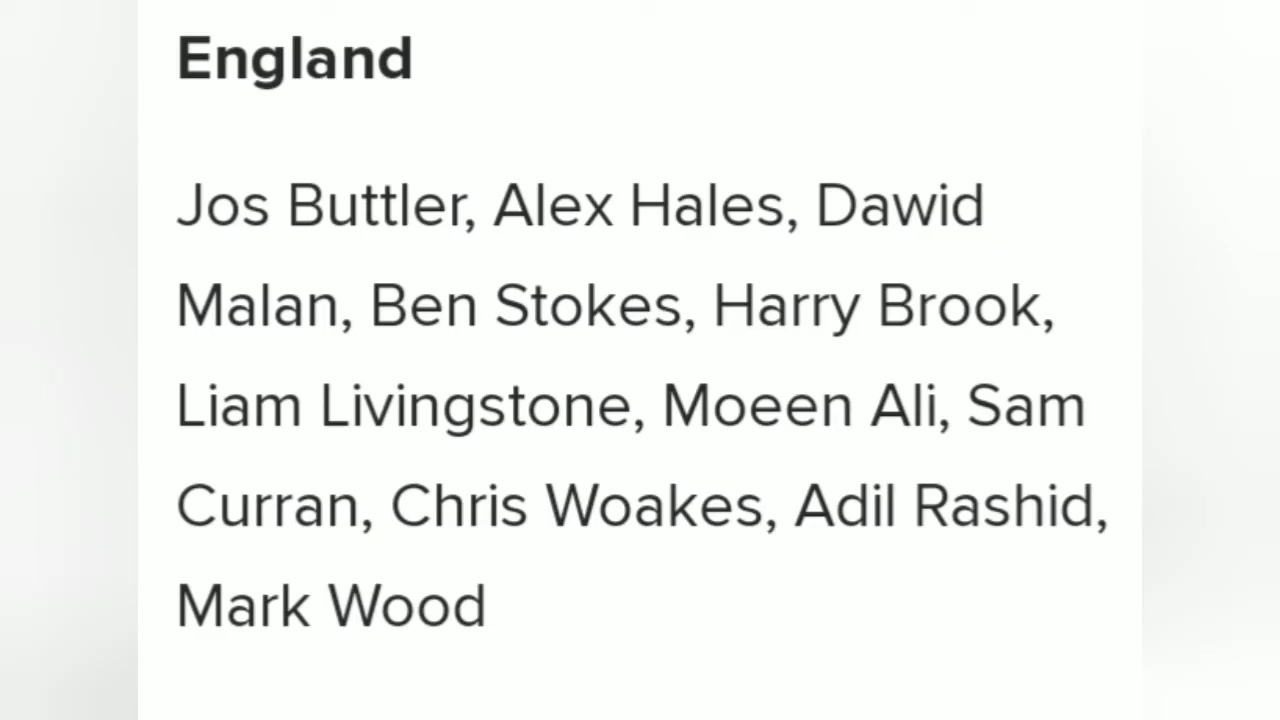 England
Jos Buttler, Alex Hales, Dawid
Malan, Ben Stokes, Harry Brook,
Liam Livingstone, Moeen Ali, Sam
Curran, Chris Woakes, Adil Rashid,
Mark Wood